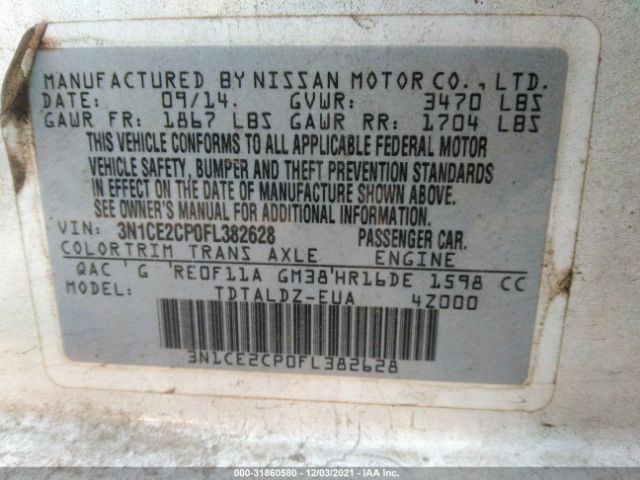 MANUFACTURED BY NISSAN MOTOR CO., LTD.
DATE: 09/14. GVWR: 3470 LBS
GAWR FR: 1867 LBS GAWR RR: 1704 LBS
THIS VEHICLE CONFORMS TO ALL APPLICABLE FEDERAL MOTOR
VEHICLE SAFETY, BUMPER AND THEFT PREVENTION STANDARDS
IN EFFECT ON THE DATE OF MANUFACTURE SHOWN ABOVE.
SEE OWNER'S MANUAL FOR ADDITIONAL INFORMATION.
VIN: 3N1CE2CP0FL382628 PASSENGER CAR.
COLORTRIM TRANS AXLE ENGINE
QAC ' G 'RE0F11A GM38'HR16DE 1598 CC
MODEL: TDTALDZ-EUA 4Z000
3N1CE2CP0FL382628
000-31860580 - 12/03/2021 - IAA Inc.